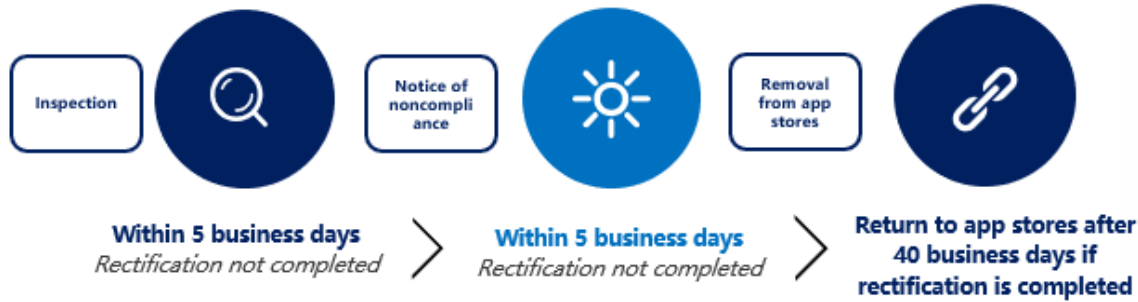 Inspection
Notice of
noncompli
ance
Removal
from app
stores
Within 5 business days
Rectification not completed
Within 5 business days
Rectification not completed
Return to app stores after
40 business days if
rectification is completed